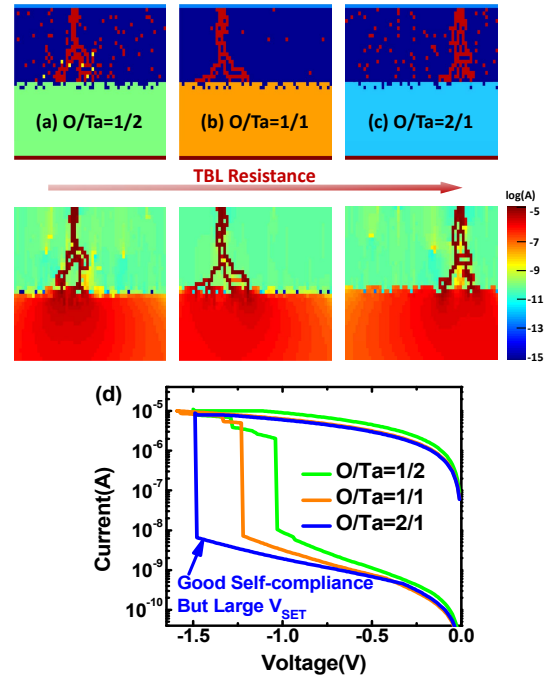 (a) O/Ta=1/2
(b) O/Ta=1/1
(c) O/Ta=2/1
TBL Resistance
log(A)
-5
-7
-9
-11
-13
-15
(d)
10⁻⁵
10⁻⁶
10⁻⁷
10⁻⁸
10⁻⁹
10⁻¹⁰
Current(A)
O/Ta=1/2
O/Ta=1/1
O/Ta=2/1
Good Self-compliance
But Large V_SET
-1.5 -1.0 -0.5 0.0
Voltage(V)